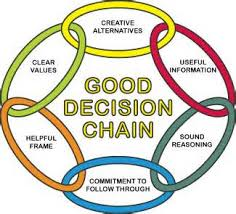 CREATIVE
ALTERNATIVES
CLEAR
VALUES
USEFUL
INFORMATION
GOOD
DECISION
CHAIN
HELPFUL
FRAME
SOUND
REASONING
COMMITMENT TO
FOLLOW THROUGH